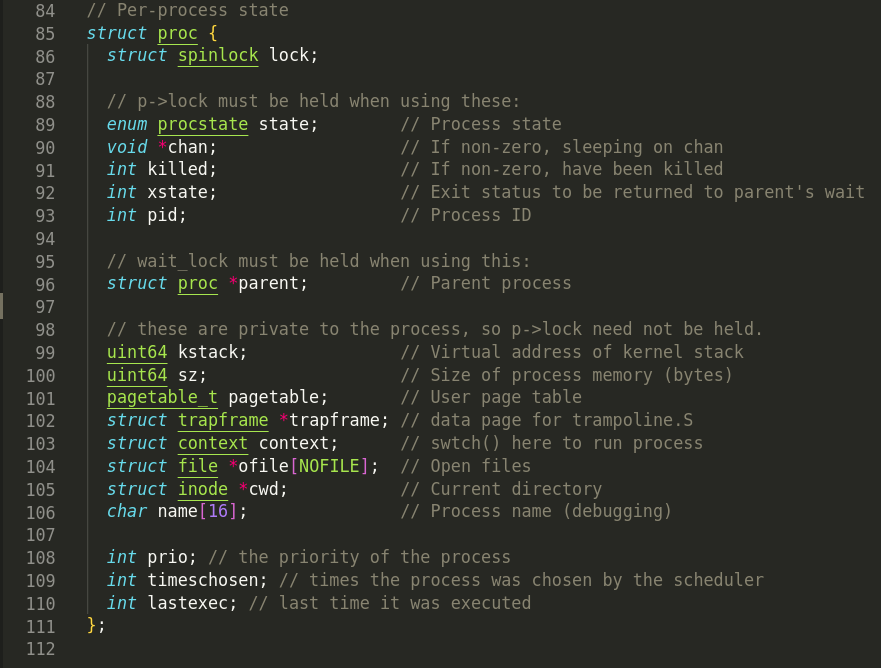 84 // Per-process state
85 struct proc {
86   struct spinlock lock;
87
88   // p->lock must be held when using these:
89   enum procstate state;        // Process state
90   void *chan;                  // If non-zero, sleeping on chan
91   int killed;                  // If non-zero, have been killed
92   int xstate;                  // Exit status to be returned to parent's wait
93   int pid;                     // Process ID
94
95   // wait_lock must be held when using this:
96   struct proc *parent;         // Parent process
97
98   // these are private to the process, so p->lock need not be held.
99   uint64 kstack;               // Virtual address of kernel stack
100   uint64 sz;                   // Size of process memory (bytes)
101   pagetable_t pagetable;       // User page table
102   struct trapframe *trapframe; // data page for trampoline.S
103   struct context context;      // swtch() here to run process
104   struct file *ofile[NOFILE];  // Open files
105   struct inode *cwd;           // Current directory
106   char name[16];               // Process name (debugging)
107
108   int prio; // the priority of the process
109   int timeschosen; // times the process was chosen by the scheduler
110   int lastexec; // last time it was executed
111 };
112